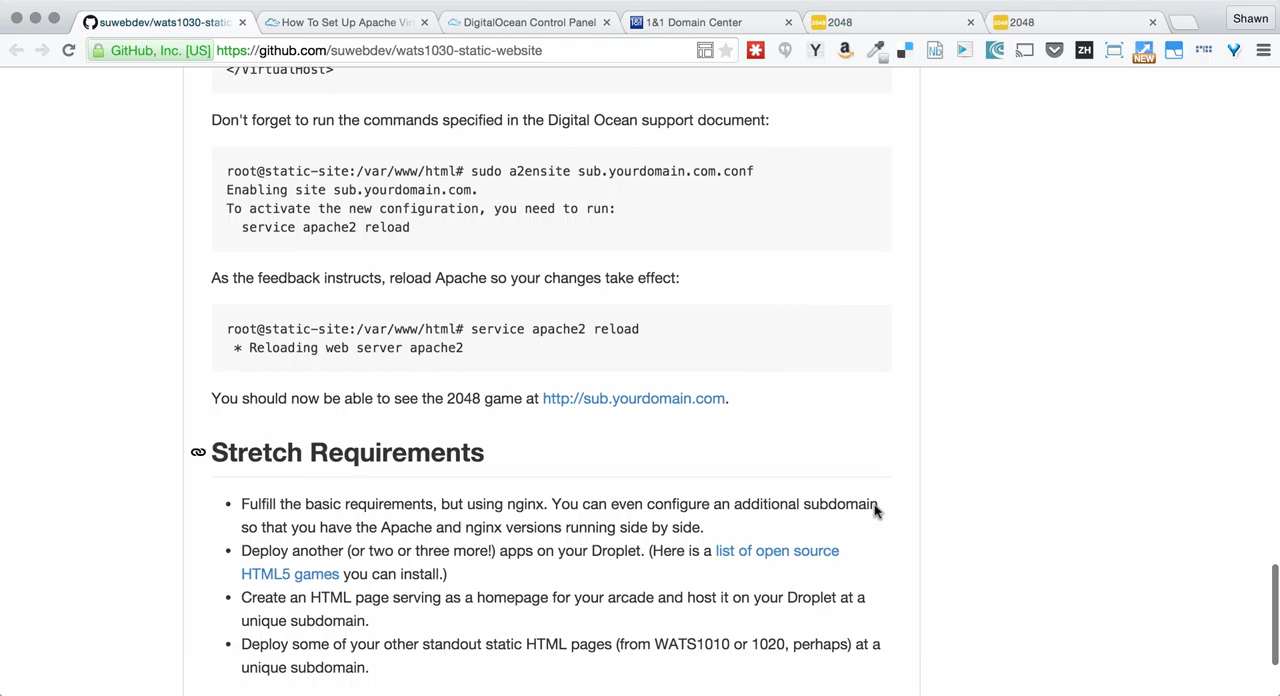 suwebdev/wats1030-static-
How To Set Up Apache Virt
DigitalOcean Control Panel
1&1 Domain Center
2048
2048
Shawn
GitHub, Inc. [US] https://github.com/suwebdev/wats1030-static-website
</VirtualHost>
Don't forget to run the commands specified in the Digital Ocean support document:
root@static-site:/var/www/html# sudo a2ensite sub.yourdomain.com.conf
Enabling site sub.yourdomain.com.
To activate the new configuration, you need to run:
service apache2 reload
As the feedback instructs, reload Apache so your changes take effect:
root@static-site:/var/www/html# service apache2 reload
* Reloading web server apache2
You should now be able to see the 2048 game at http://sub.yourdomain.com.
Stretch Requirements
• Fulfill the basic requirements, but using nginx. You can even configure an additional subdomain
so that you have the Apache and nginx versions running side by side.
• Deploy another (or two or three more!) apps on your Droplet. (Here is a list of open source
HTML5 games you can install.)
• Create an HTML page serving as a homepage for your arcade and host it on your Droplet at a
unique subdomain.
• Deploy some of your other standout static HTML pages (from WATS1010 or 1020, perhaps) at a
unique subdomain.